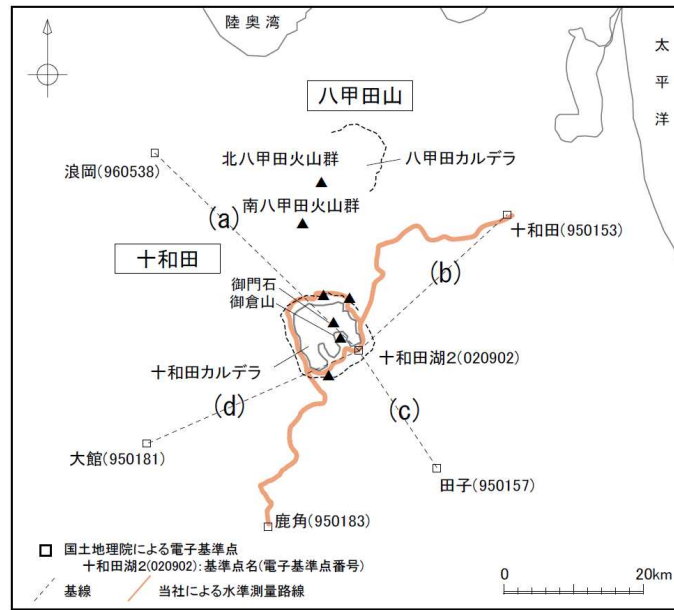 陸奥湾
太平洋
八甲田山
北八甲田火山群
八甲田カルデラ
浪岡(960538)
南八甲田火山群
(a)
十和田(950153)
十和田
(b)
御門石
御倉山
十和田湖2(020902)
十和田カルデラ
(c)
(d)
大館(950181)
田子(950157)
鹿角(950183)
国土地理院による電子基準点
十和田湖2(020902):基準点名(電子基準点番号)
基線
当社による水準測量路線
0 20km